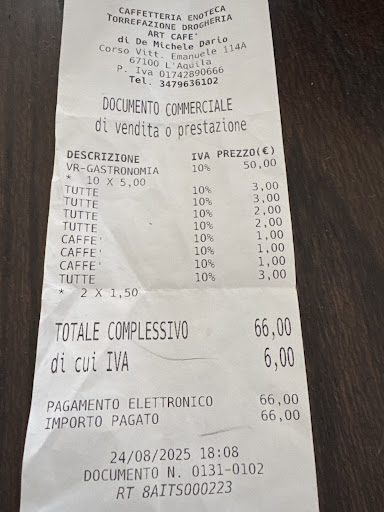 CAFFETTERIA ENOTECA
TORREFAZIONE DROGHERIA
ART CAFE'
di De Michele Dario
Corso Vitt. Emanuele 114A
67100 L'Aquila
P. Iva 01742890666
Tel. 3479636102
DOCUMENTO COMMERCIALE
di vendita o prestazione
DESCRIZIONE IVA PREZZO(€)
VR-GASTRONOMIA 10% 50,00
* 10 X 5,00
TUTTE 10% 3,00
TUTTE 10% 3,00
TUTTE 10% 2,00
TUTTE 10% 2,00
CAFFE' 10% 1,00
CAFFE' 10% 1,00
CAFFE' 10% 1,00
TUTTE 10% 3,00
* 2 X 1,50
TOTALE COMPLESSIVO 66,00
di cui IVA 6,00
PAGAMENTO ELETTRONICO 66,00
IMPORTO PAGATO 66,00
24/08/2025 18:08
DOCUMENTO N. 0131-0102
RT 8AITS000223